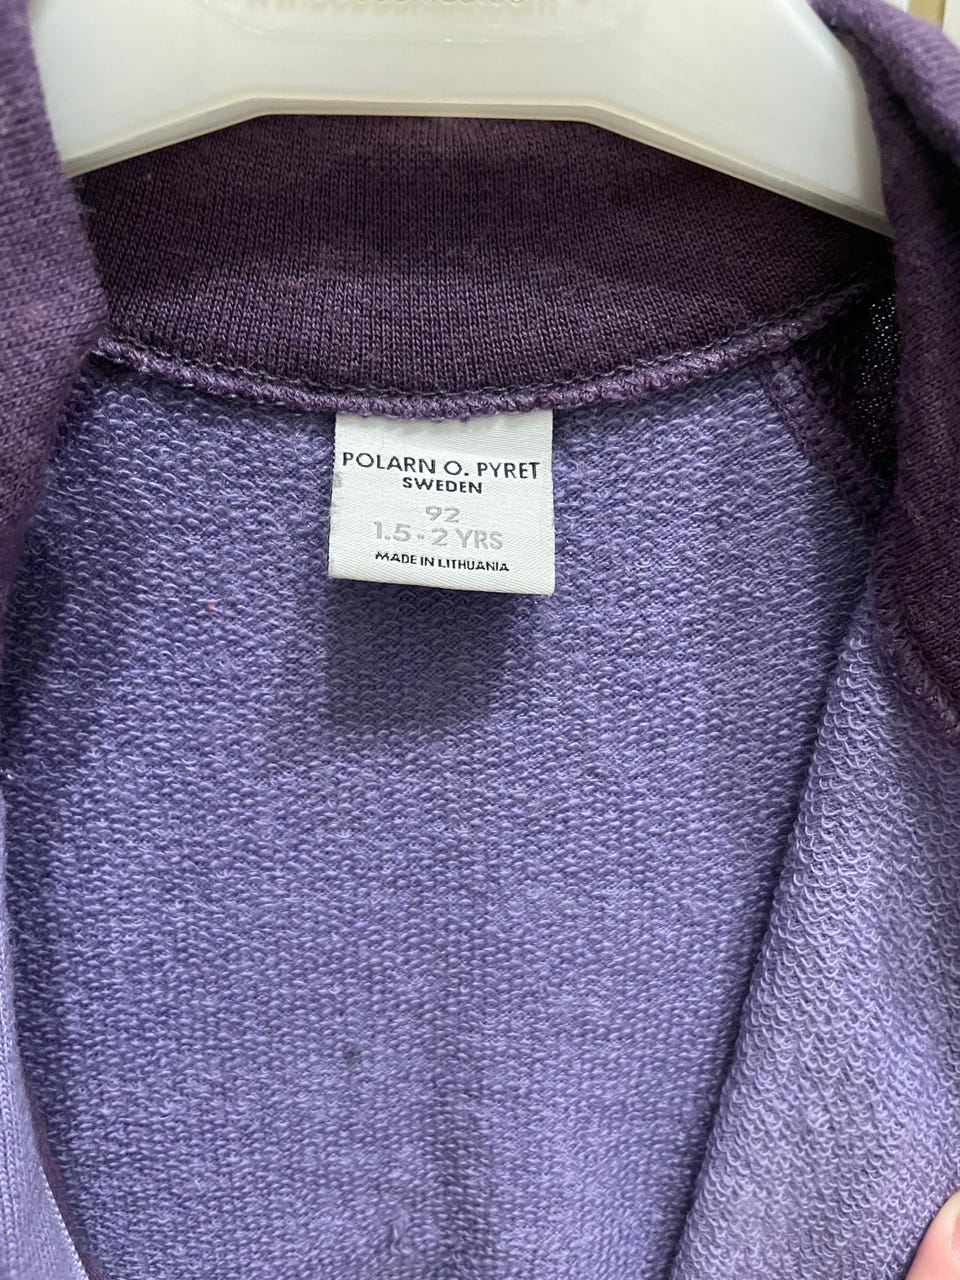 POLARN O. PYRET
SWEDEN
92
1.5 - 2 YRS
MADE IN LITHUANIA